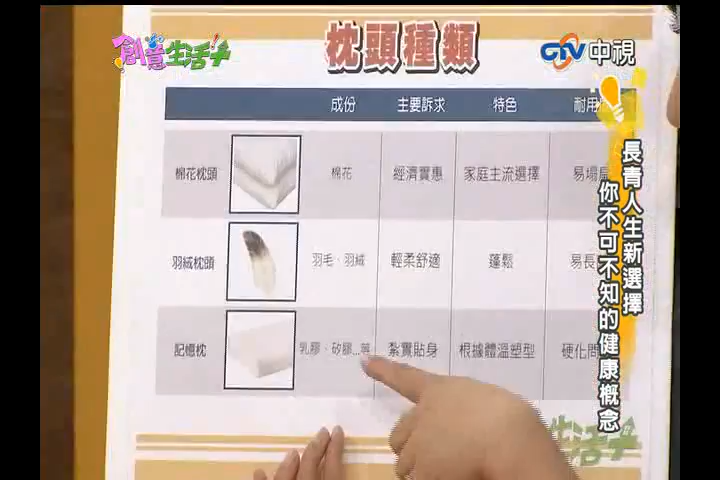 創意生活手
枕頭種類
CTV中視
成份 主要訴求 特色 耐用
棉花枕頭 棉花 經濟實惠 家庭主流選擇 易塌
羽絨枕頭 羽毛、羽絨 輕柔舒適 蓬鬆 易長
記憶枕 乳膠、矽膠...等 紮實貼身 根據體溫塑型 硬化問
長青人生新選擇
你不可不知的健康概念
生活手